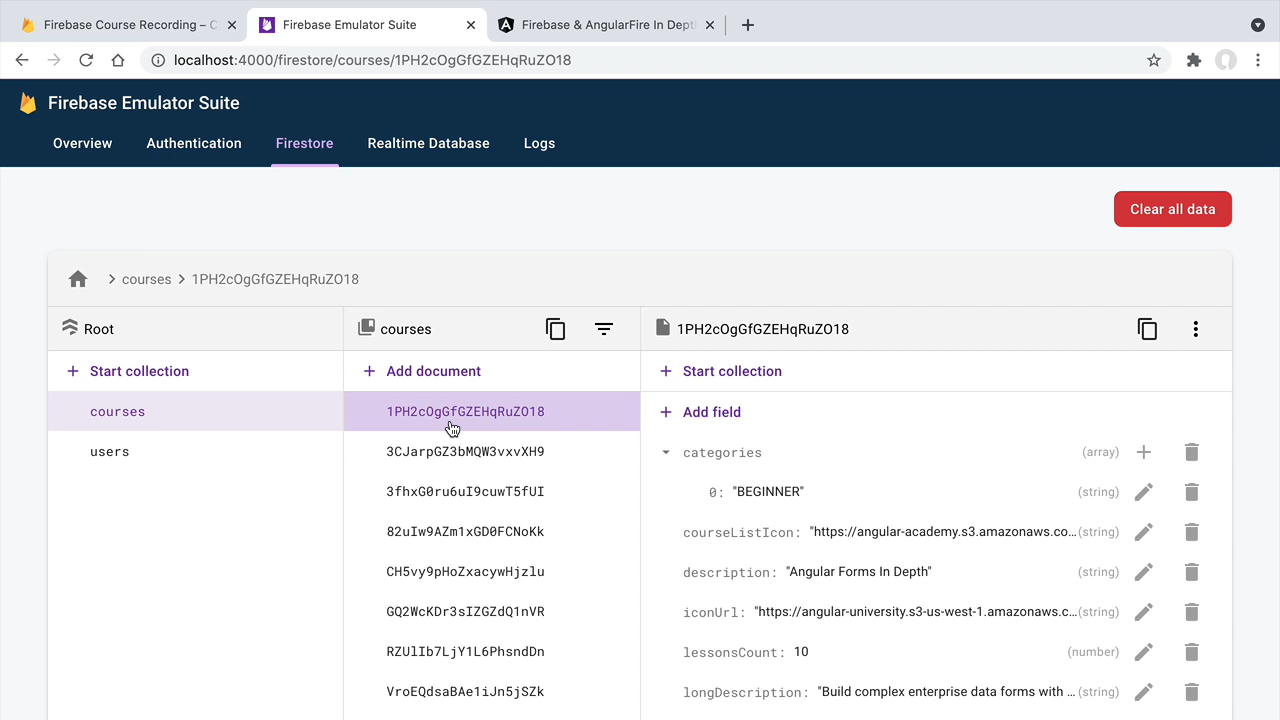 Firebase Course Recording – C
Firebase Emulator Suite
Firebase & AngularFire In Dept
localhost:4000/firestore/courses/1PH2cOgGfGZEHqRuZO18
Firebase Emulator Suite
Overview
Authentication
Firestore
Realtime Database
Logs
Clear all data
courses
1PH2cOgGfGZEHqRuZO18
Root
courses
1PH2cOgGfGZEHqRuZO18
Start collection
Add document
Start collection
courses
users
1PH2cOgGfGZEHqRuZO18
3CJarpGZ3bMQW3vxvXH9
3fhxG0ru6uI9cuwT5fUI
82uIw9AZm1xGD0FCNoKk
CH5vy9pHoZxacywHjzlu
GQ2WcKDr3sIZGZdQ1nVR
RZUlIb7LjY1L6PhsndDn
VroEQdsaBAe1iJn5jSZk
Add field
categories (array)
0: "BEGINNER" (string)
courseListIcon: "https://angular-academy.s3.amazonaws.co... (string)
description: "Angular Forms In Depth" (string)
iconUrl: "https://angular-university.s3-us-west-1.amazonaws.c... (string)
lessonsCount: 10 (number)
longDescription: "Build complex enterprise data forms with ... (string)